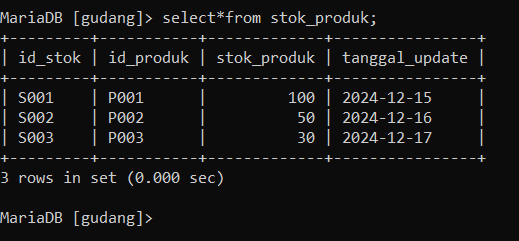 MariaDB [gudang]> select*from stok_produk;
+---------+-----------+-------------+----------------+
| id_stok | id_produk | stok_produk | tanggal_update |
+---------+-----------+-------------+----------------+
| S001    | P001      |         100 | 2024-12-15     |
| S002    | P002      |          50 | 2024-12-16     |
| S003    | P003      |          30 | 2024-12-17     |
+---------+-----------+-------------+----------------+
3 rows in set (0.000 sec)
MariaDB [gudang]>